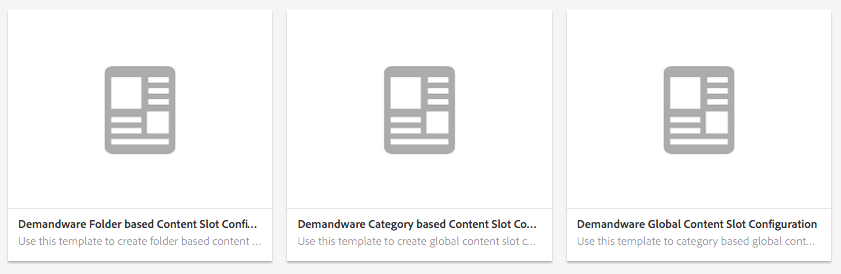 Demandware Folder based Content Slot Confi...
Use this template to create folder based content ...
Demandware Category based Content Slot Co...
Use this template to create global content slot c...
Demandware Global Content Slot Configuration
Use this template to category based global cont...